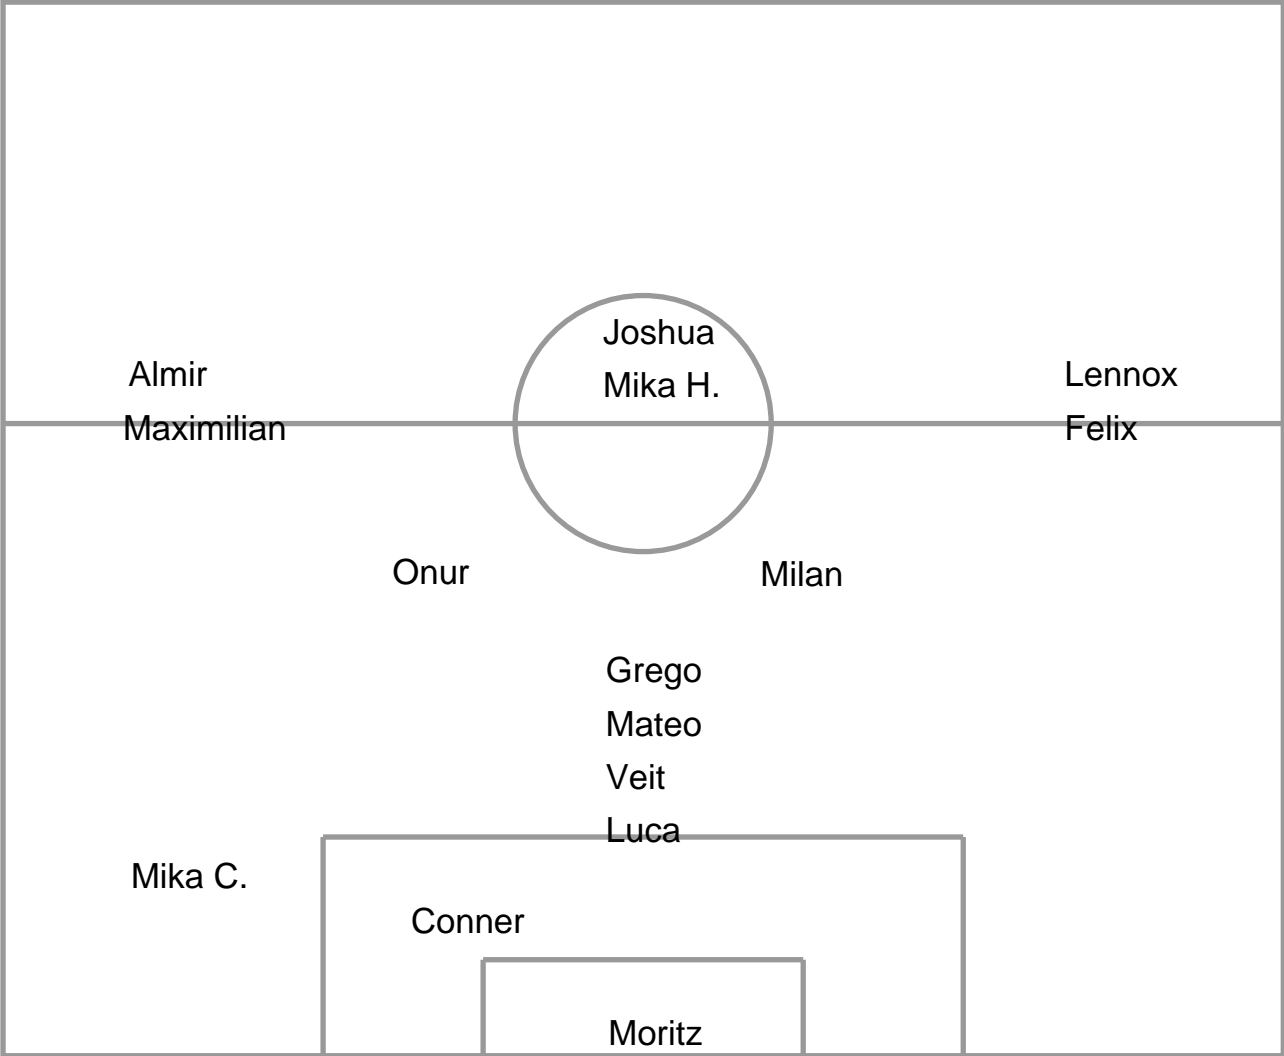 Joshua
Almir
Mika H.
Lennox
Maximilian
Felix
Onur
Milan
Grego
Mateo
Veit
Luca
Mika C.
Conner
Moritz